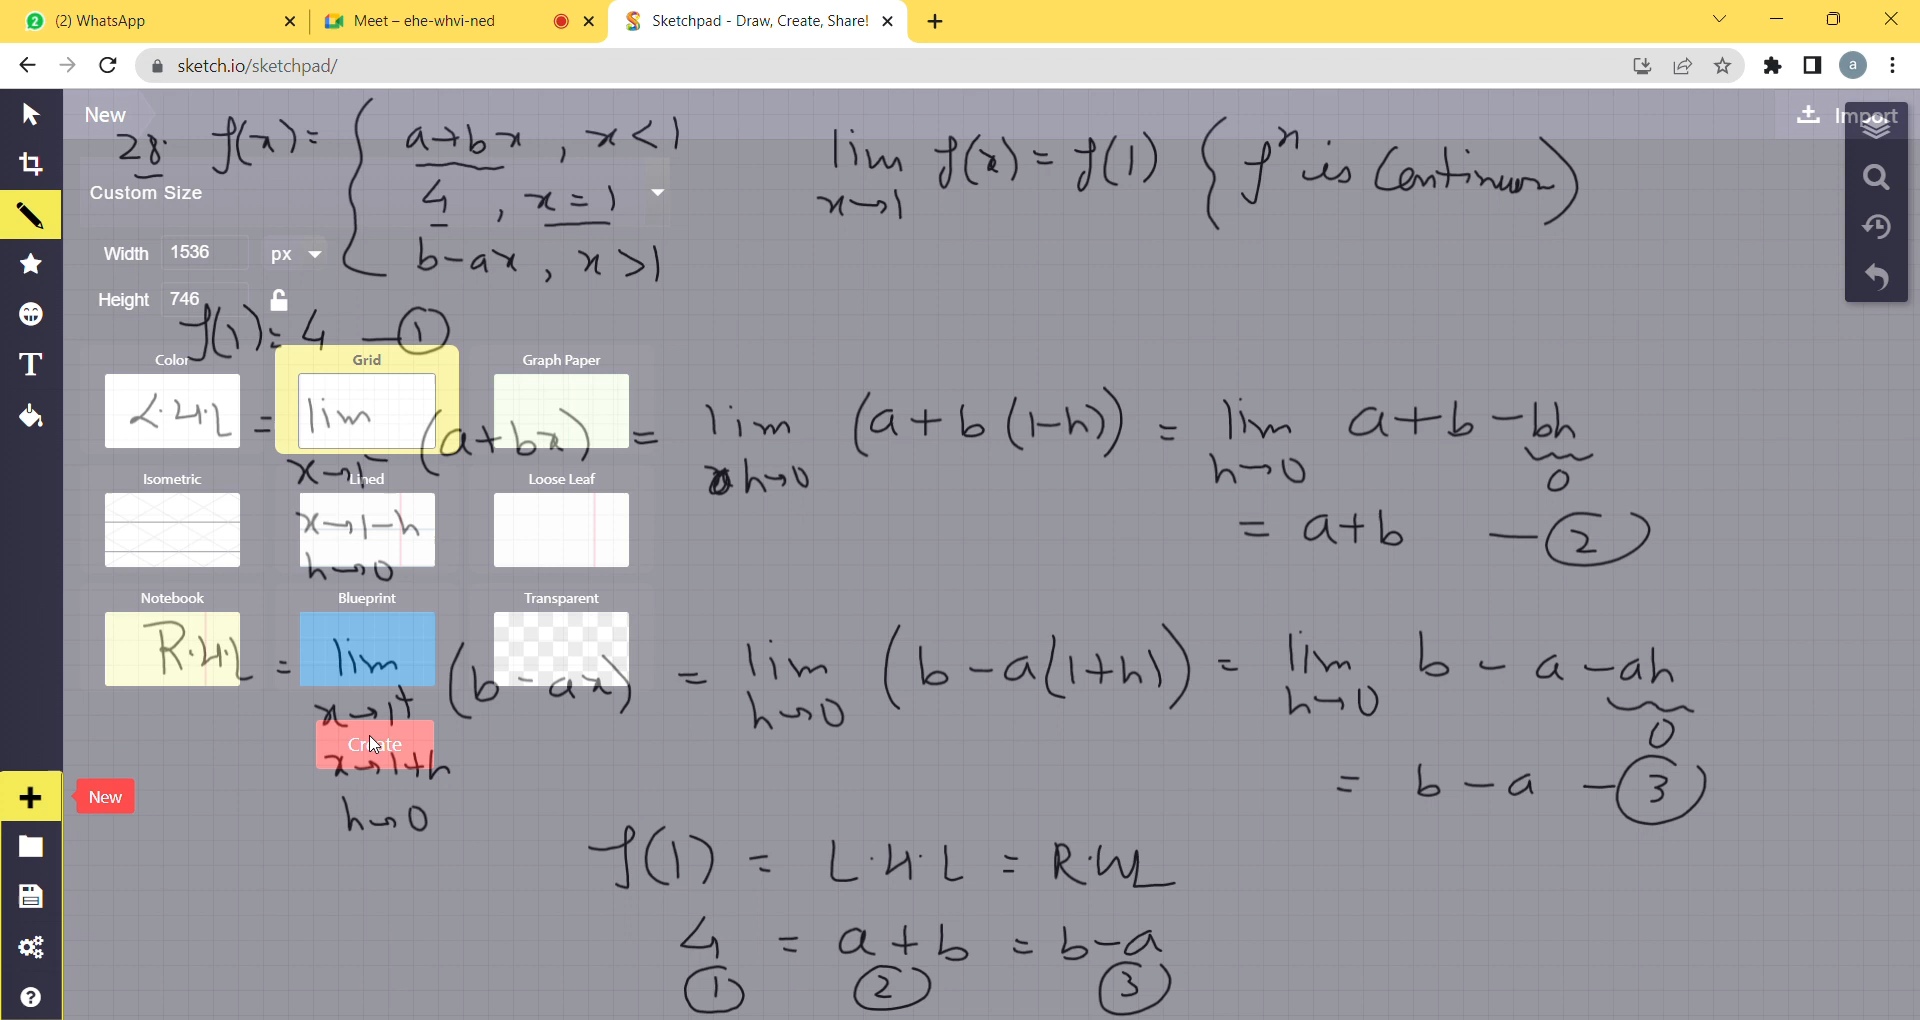 (2) WhatsApp
Meet – ehe-whvi-ned
Sketchpad - Draw, Create, Share!
sketch.io/sketchpad/
a
New
Import
28. f(x) = { a+bx , x<1
4 , x=1
b-ax , x>1
lim f(x) = f(1) { fⁿ is Continuous }
x→1
Custom Size
Width 1536 px
Height 746
f(1) = 4 — ①
Color
Grid
Graph Paper
L.H.L = lim (a+bx) = lim (a+b(1-h)) = lim a+b-bh
x→1⁻ h→0 h→0 0
Isometric
Lined
Loose Leaf
x→1-h
h→0
= a+b — ②
Notebook
Blueprint
Transparent
R.H.L = lim (b-ax) = lim (b-a(1+h)) = lim b-a-ah
x→1⁺ h→0 h→0 0
Create
x→1+h
h→0
= b-a — ③
New
f(1) = L.H.L = R.H.L
4 = a+b = b-a
① ② ③
T
?